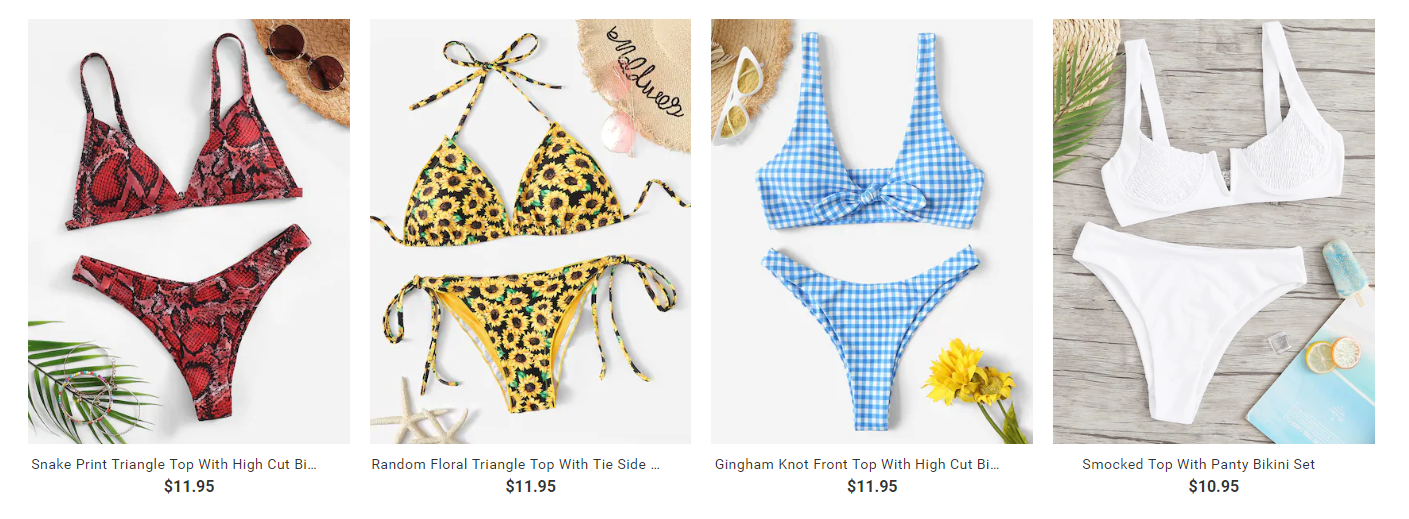 Snake Print Triangle Top With High Cut Bi...
$11.95
Random Floral Triangle Top With Tie Side ...
$11.95
Gingham Knot Front Top With High Cut Bi...
$11.95
Smocked Top With Panty Bikini Set
$10.95